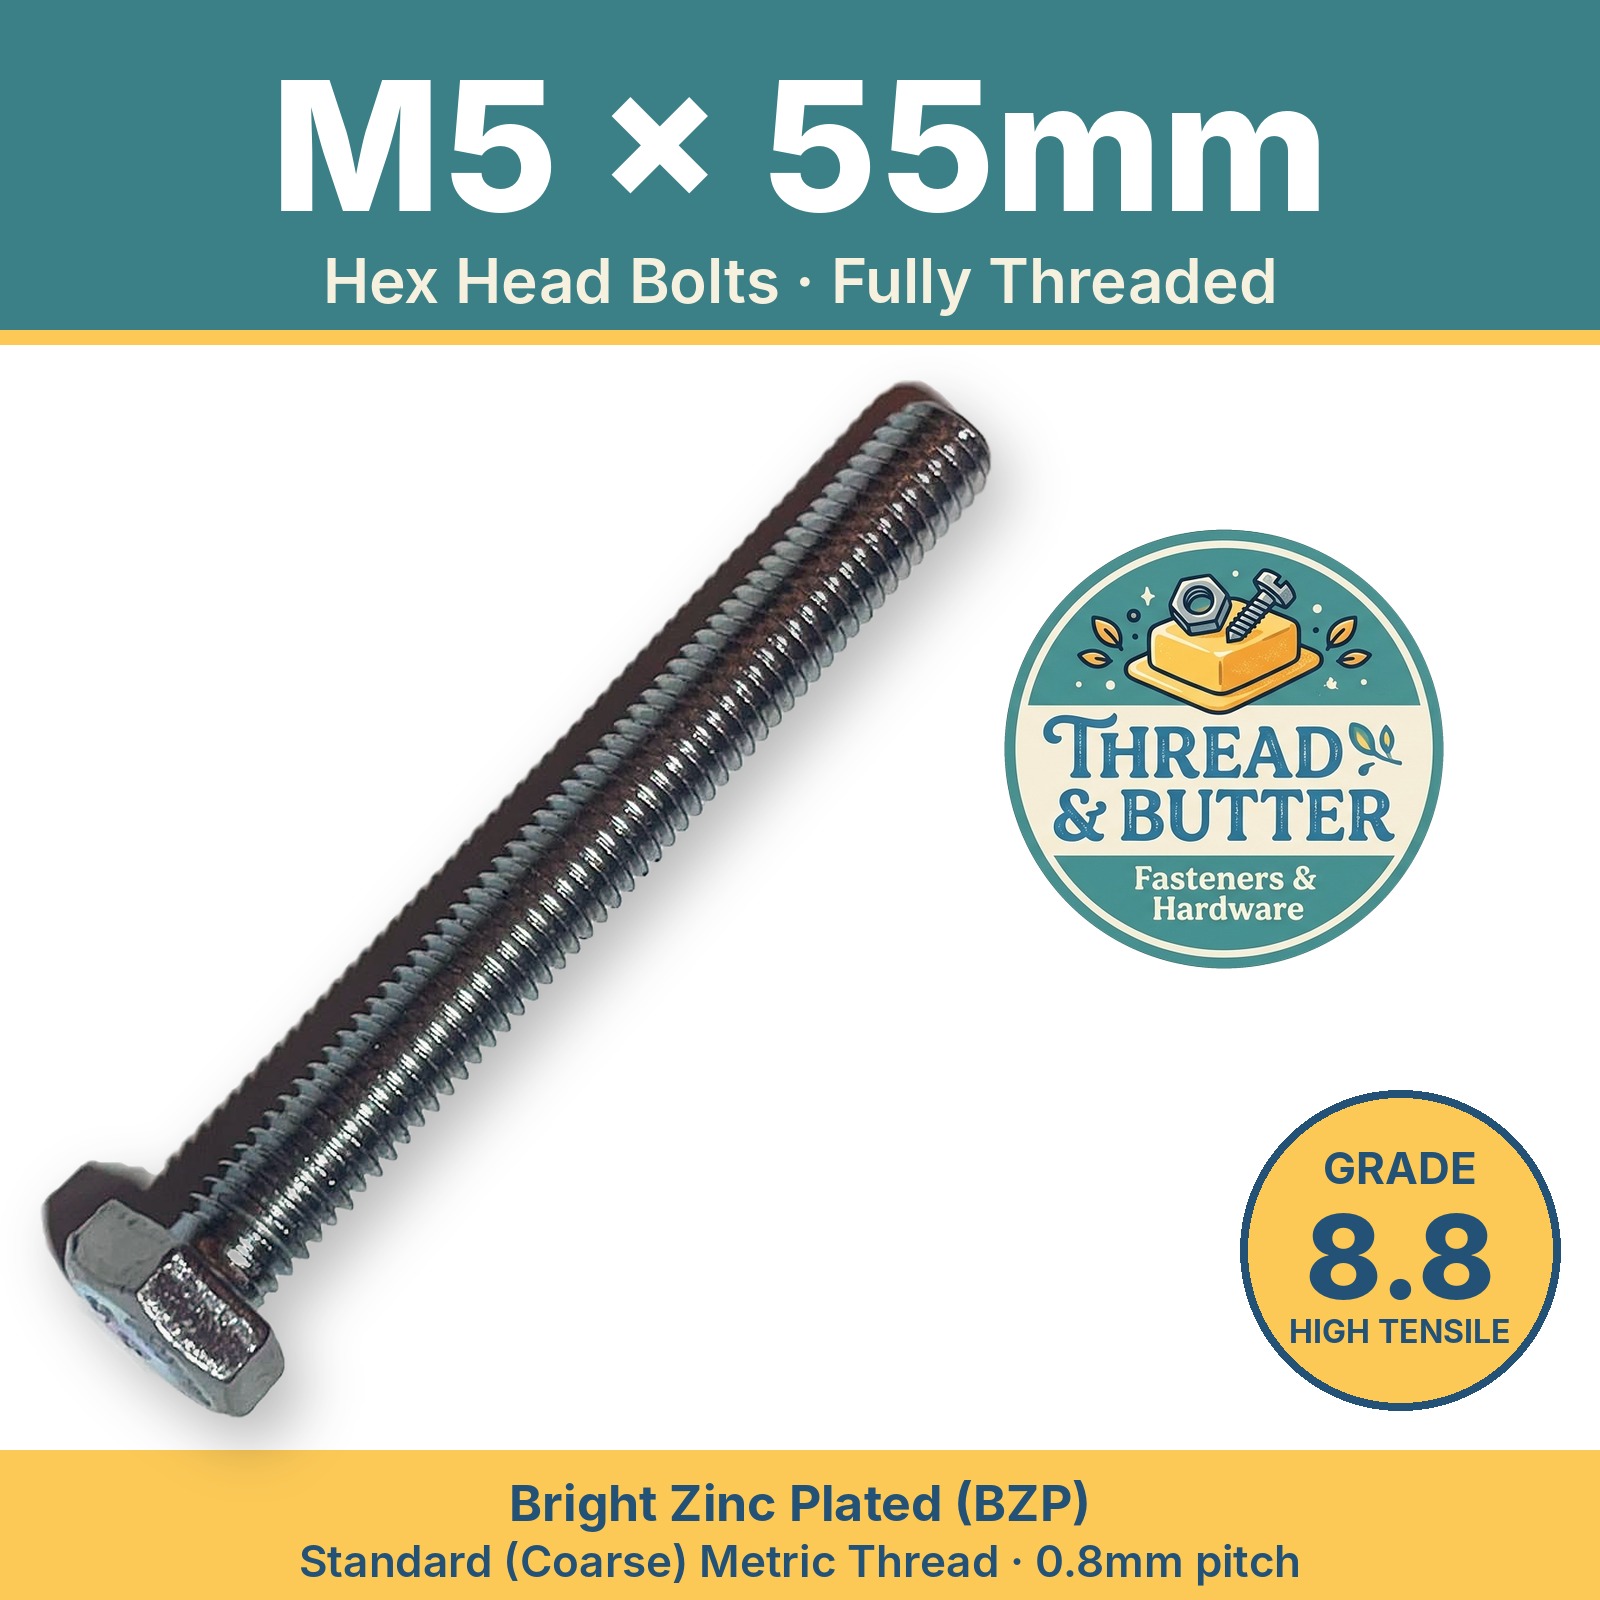 M5 × 55mm
Hex Head Bolts · Fully Threaded
THREAD
& BUTTER
Fasteners &
Hardware
GRADE
8.8
HIGH TENSILE
Bright Zinc Plated (BZP)
Standard (Coarse) Metric Thread · 0.8mm pitch